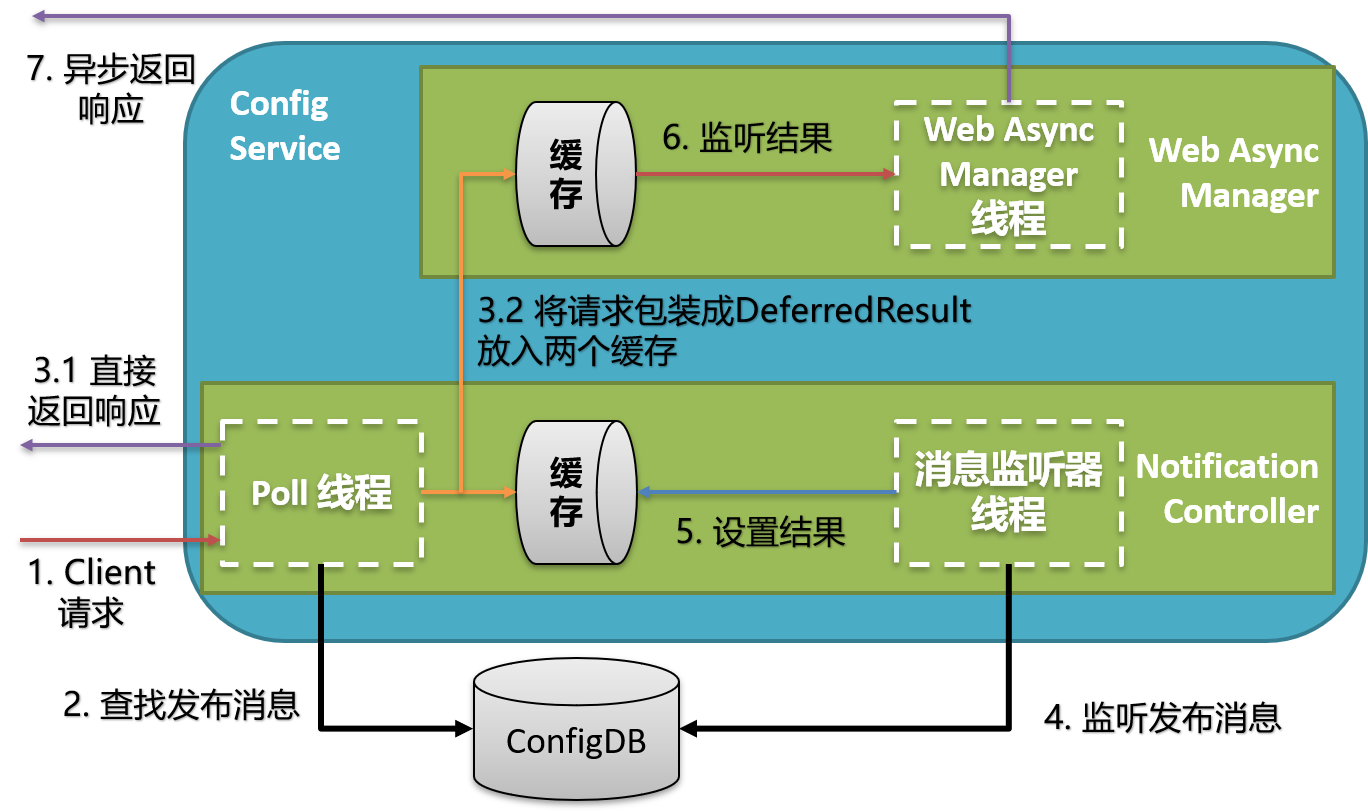 7. 异步返回
响应
Config
Service
缓
存
6. 监听结果
Web Async
Manager
线程
Web Async
Manager
3.2 将请求包装成DeferredResult
放入两个缓存
3.1 直接
返回响应
Poll 线程
缓
存
5. 设置结果
消息监听器
线程
Notification
Controller
1. Client
请求
2. 查找发布消息
ConfigDB
4. 监听发布消息